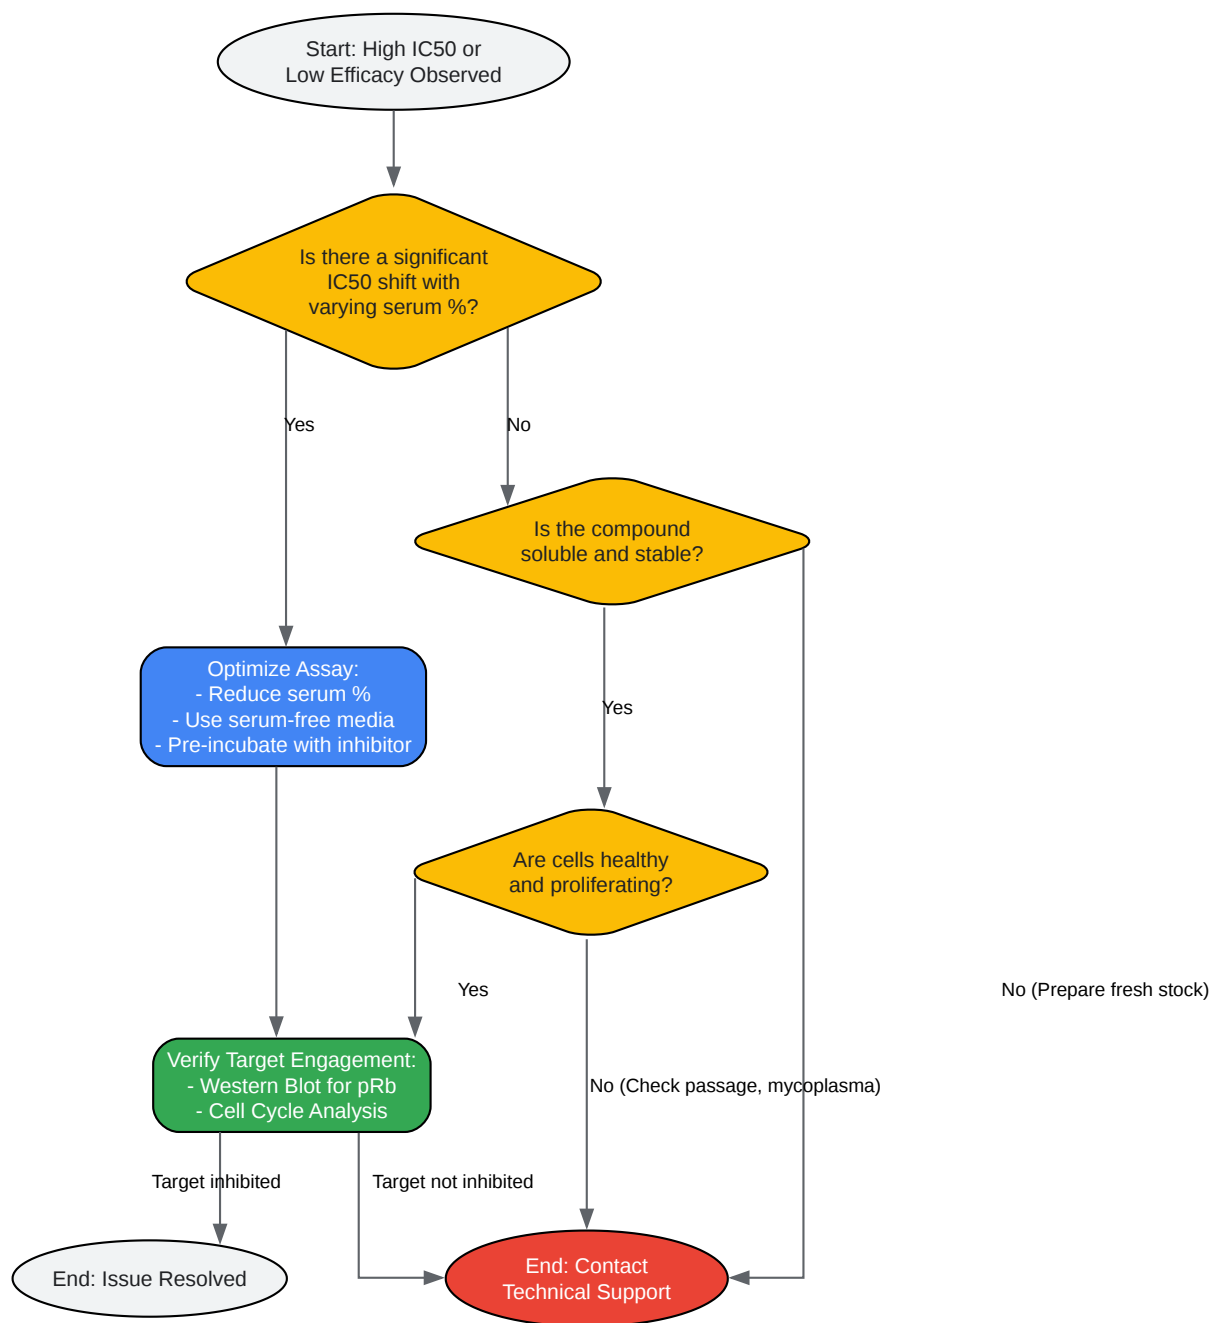 Start: High IC50 or
Low Efficacy Observed
Is there a significant
IC50 shift with
varying serum %?
Yes
No
Is the compound
soluble and stable?
Optimize Assay:
- Reduce serum %
- Use serum-free media
- Pre-incubate with inhibitor
Yes
Are cells healthy
and proliferating?
Yes
No (Prepare fresh stock)
Verify Target Engagement:
- Western Blot for pRb
- Cell Cycle Analysis
No (Check passage, mycoplasma)
Target inhibited
Target not inhibited
End: Issue Resolved
End: Contact
Technical Support